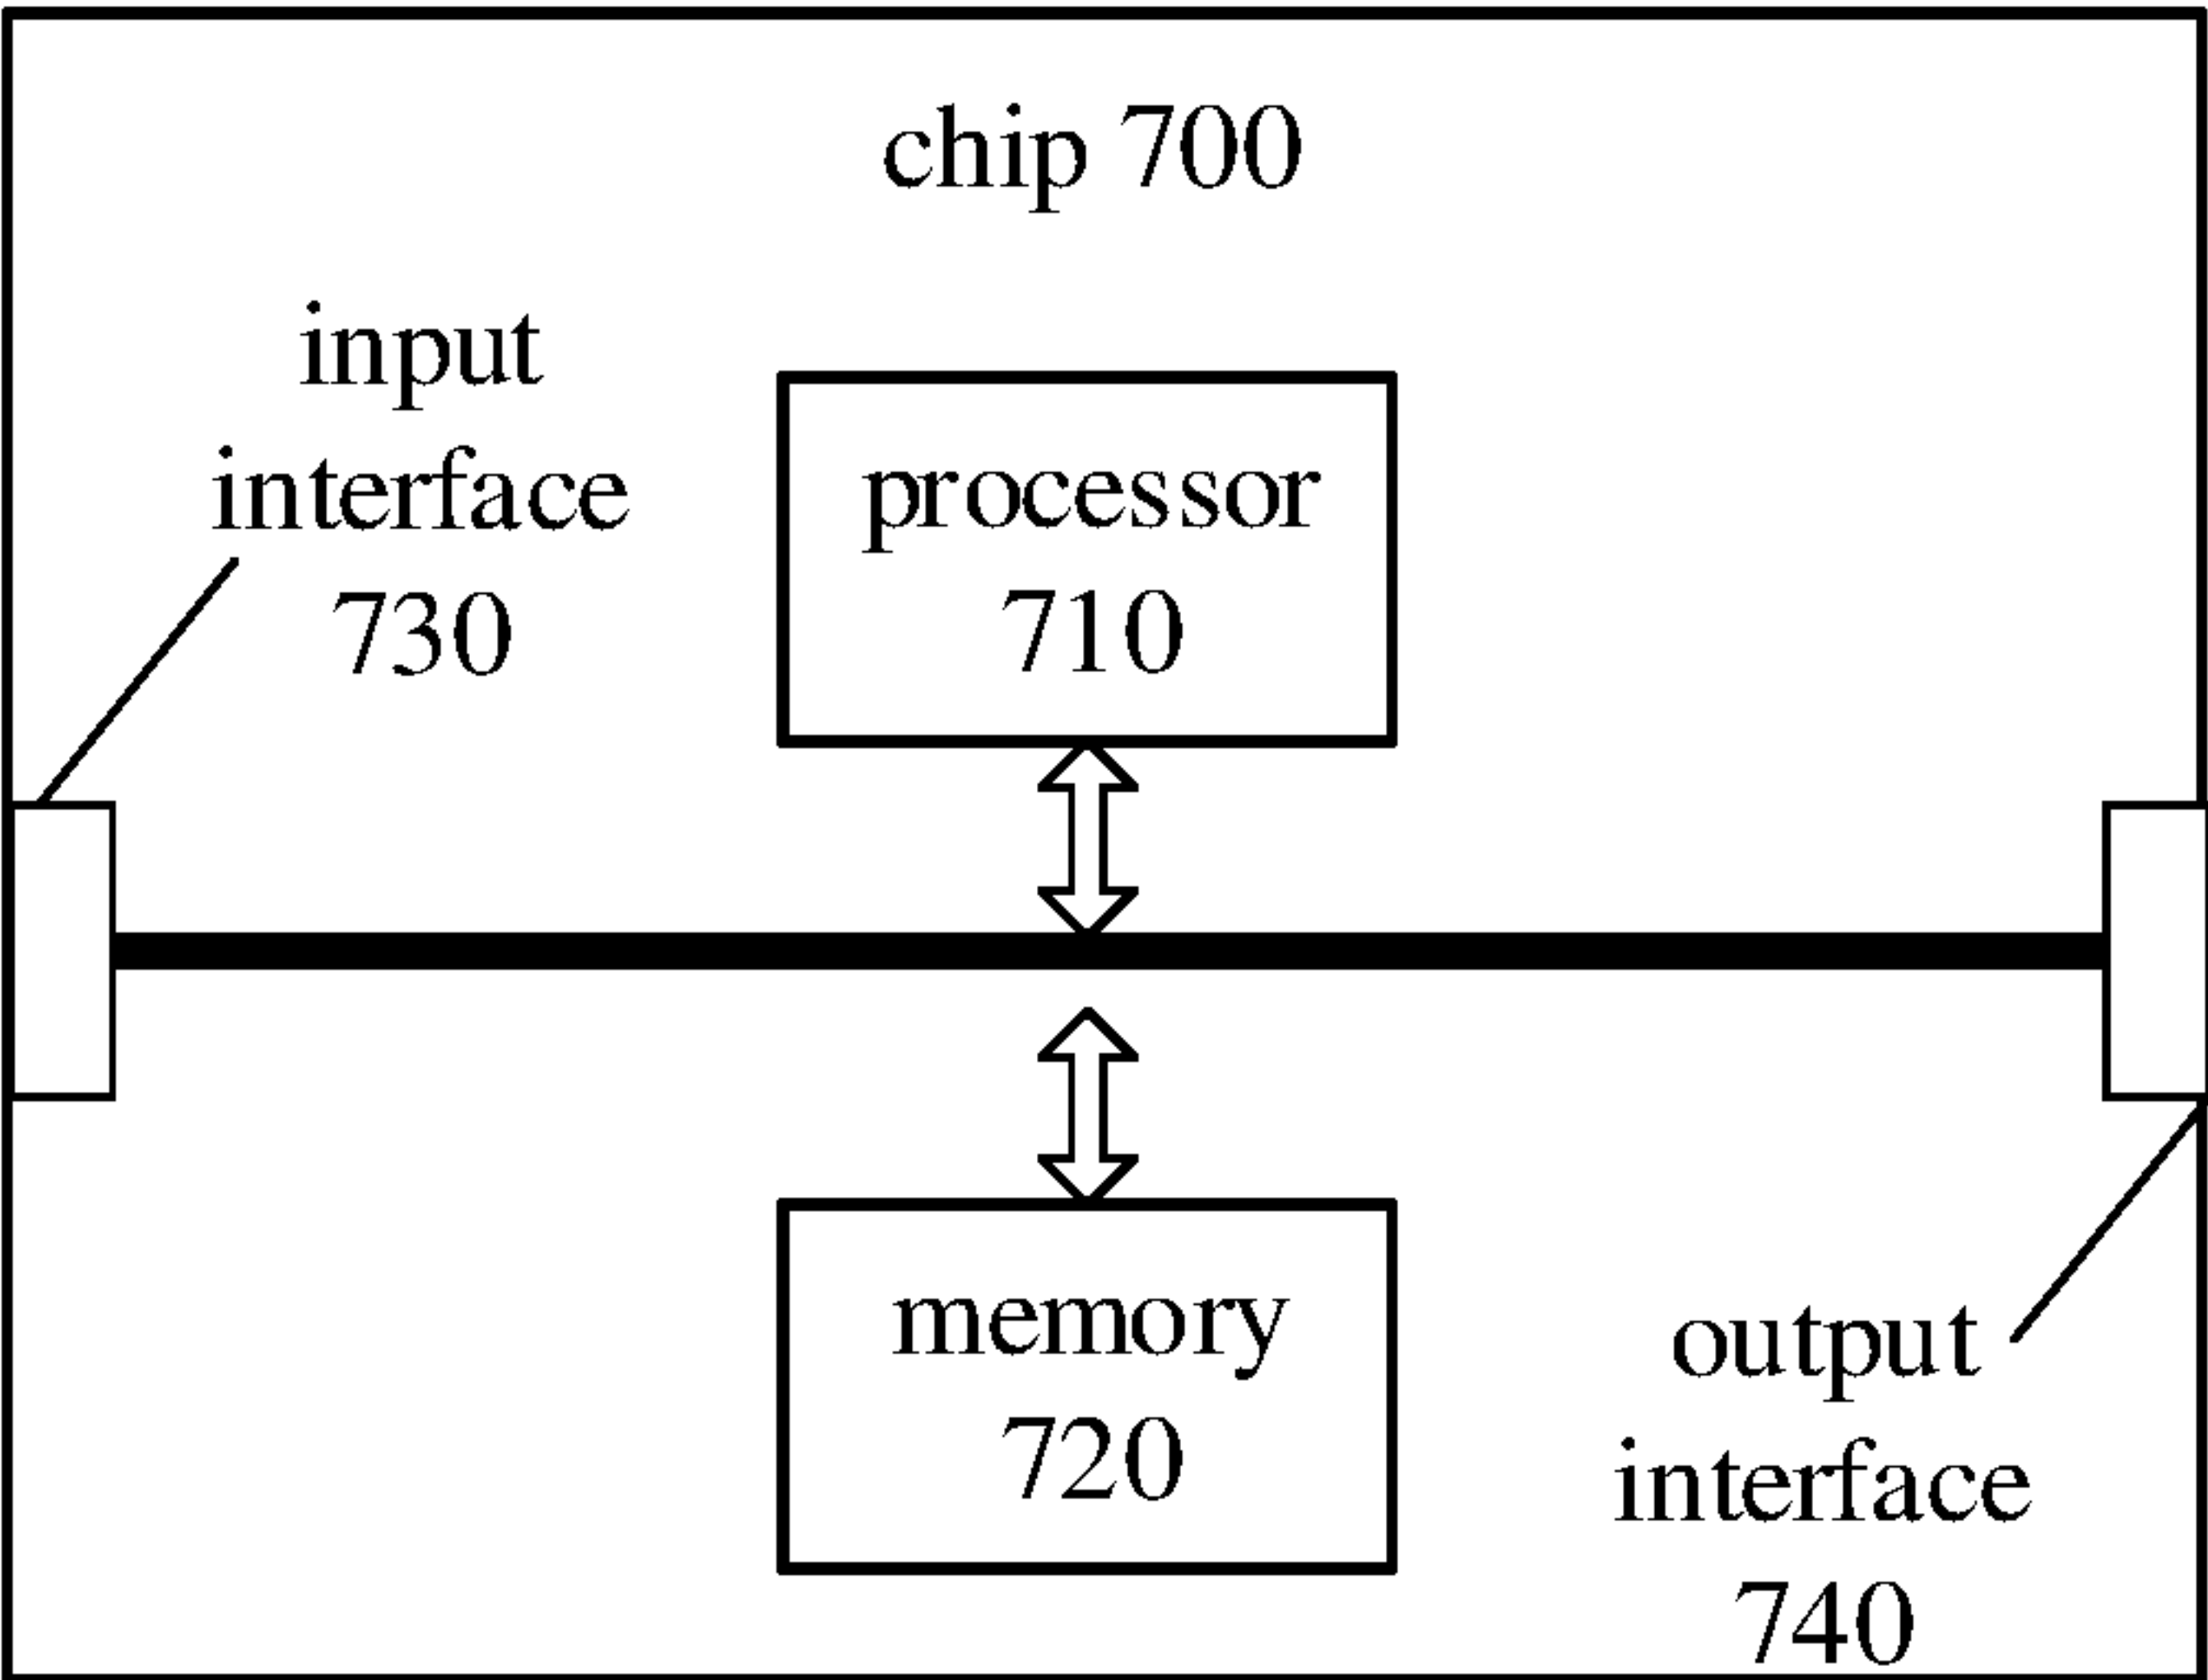 chip 700
input
interface
730
processor
710
memory
720
output
interface
740